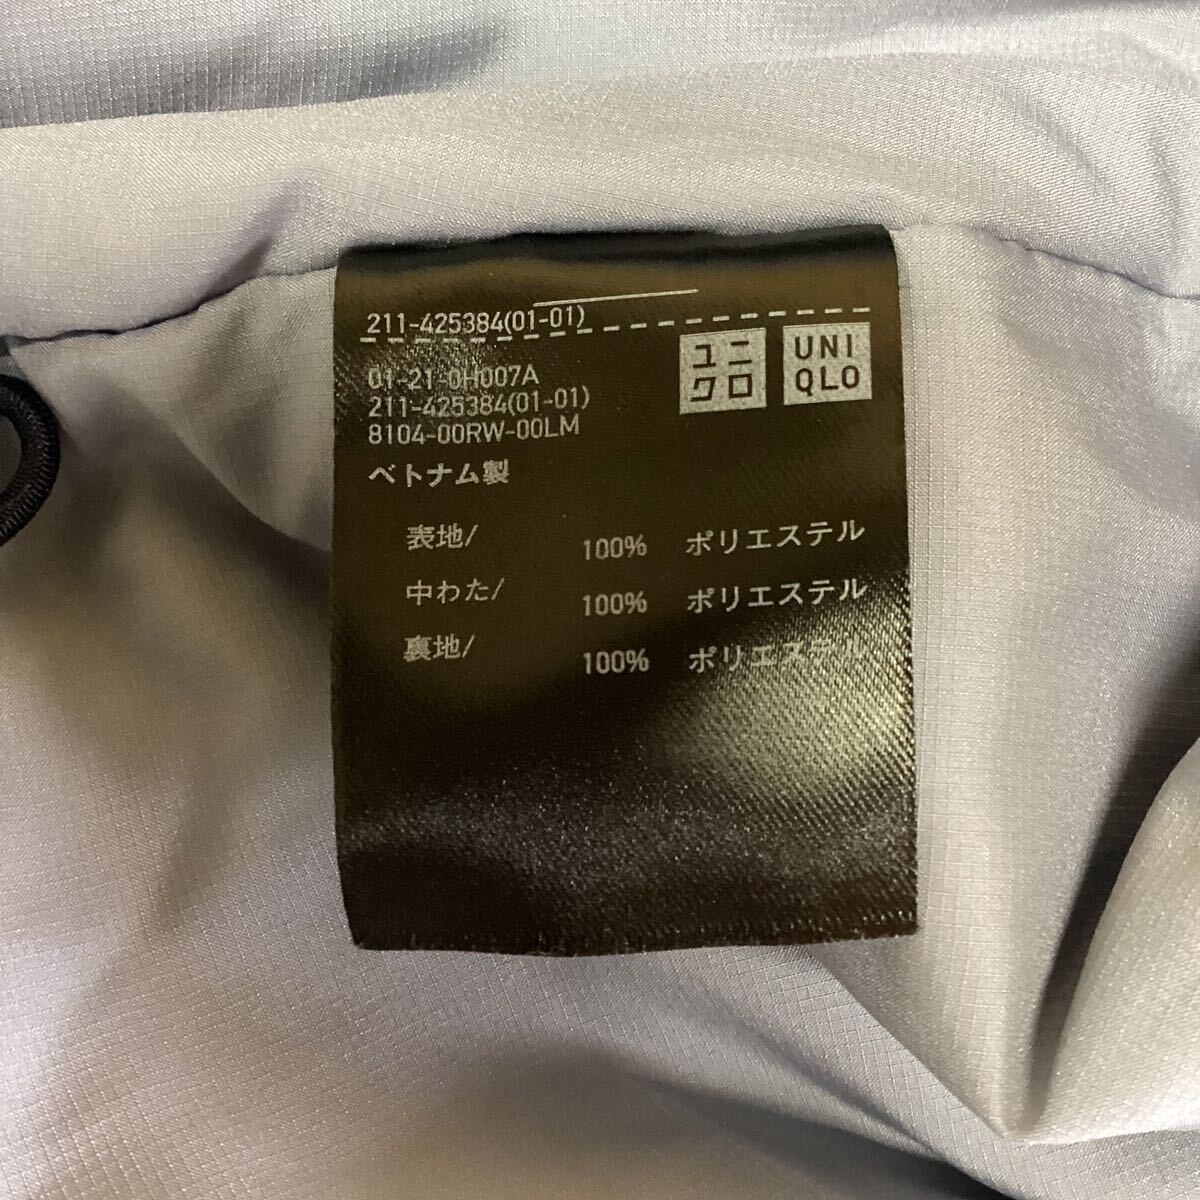 211-425384(01-01)
ユニ
クロ
UNI
QLO
01-21-0H007A
211-425384(01-01)
8104-00RW-00LM
ベトナム製
表地/ 100% ポリエステル
中わた/ 100% ポリエステル
裏地/ 100% ポリエステル